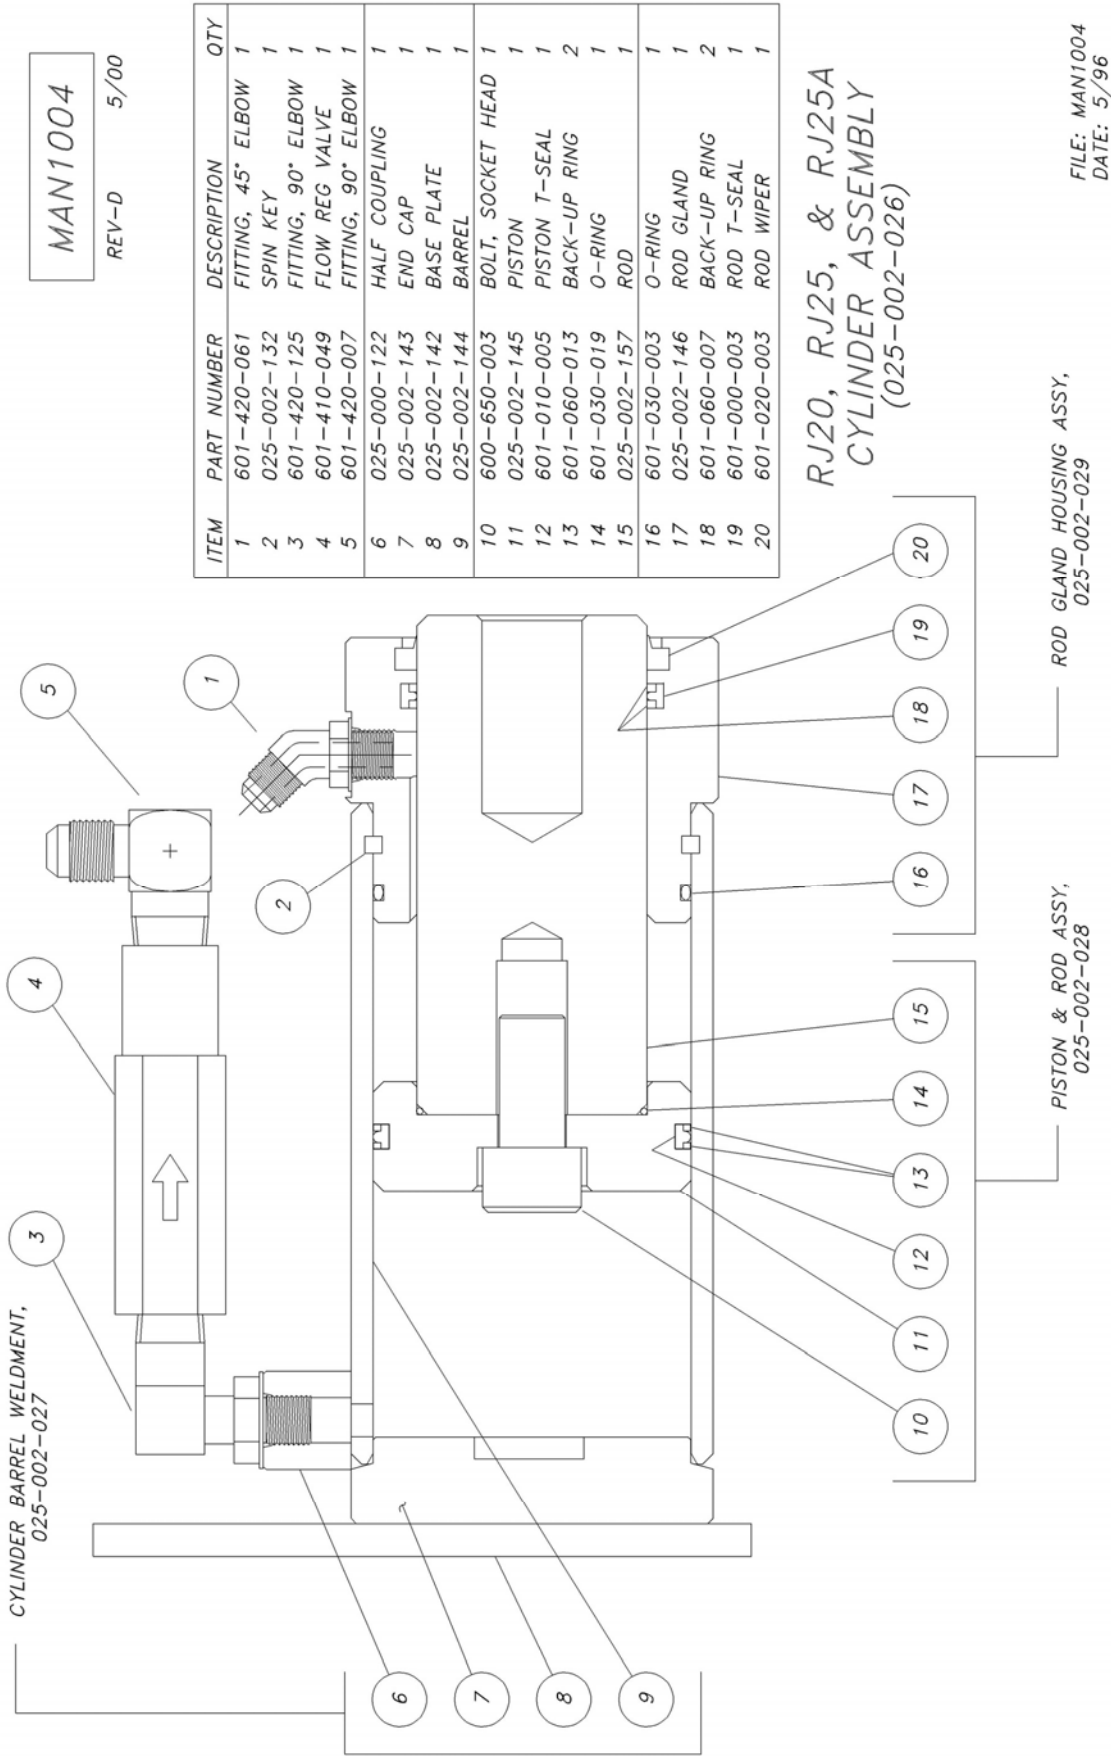 MAN1004
REV-D 5/00
ITEM PART NUMBER DESCRIPTION QTY
1 601-420-061 FITTING, 45° ELBOW 1
2 025-002-132 SPIN KEY 1
3 601-420-125 FITTING, 90° ELBOW 1
4 601-410-049 FLOW REG VALVE 1
5 601-420-007 FITTING, 90° ELBOW 1
6 025-000-122 HALF COUPLING 1
7 025-002-143 END CAP 1
8 025-002-142 BASE PLATE 1
9 025-002-144 BARREL 1
10 600-650-003 BOLT, SOCKET HEAD 1
11 025-002-145 PISTON 1
12 601-010-005 PISTON T-SEAL 1
13 601-060-013 BACK-UP RING 2
14 601-030-019 O-RING 1
15 025-002-157 ROD 1
16 601-030-003 O-RING 1
17 025-002-146 ROD GLAND 1
18 601-060-007 BACK-UP RING 2
19 601-000-003 ROD T-SEAL 1
20 601-020-003 ROD WIPER 1
RJ20, RJ25, & RJ25A
CYLINDER ASSEMBLY
(025-002-026)
FILE: MAN1004
DATE: 5/96
CYLINDER BARREL WELDMENT,
025-002-027
3
4
5
1
2
6
7
8
9
10
11
12
13
14
15
16
17
18
19
20
PISTON & ROD ASSY,
025-002-028
ROD GLAND HOUSING ASSY,
025-002-029